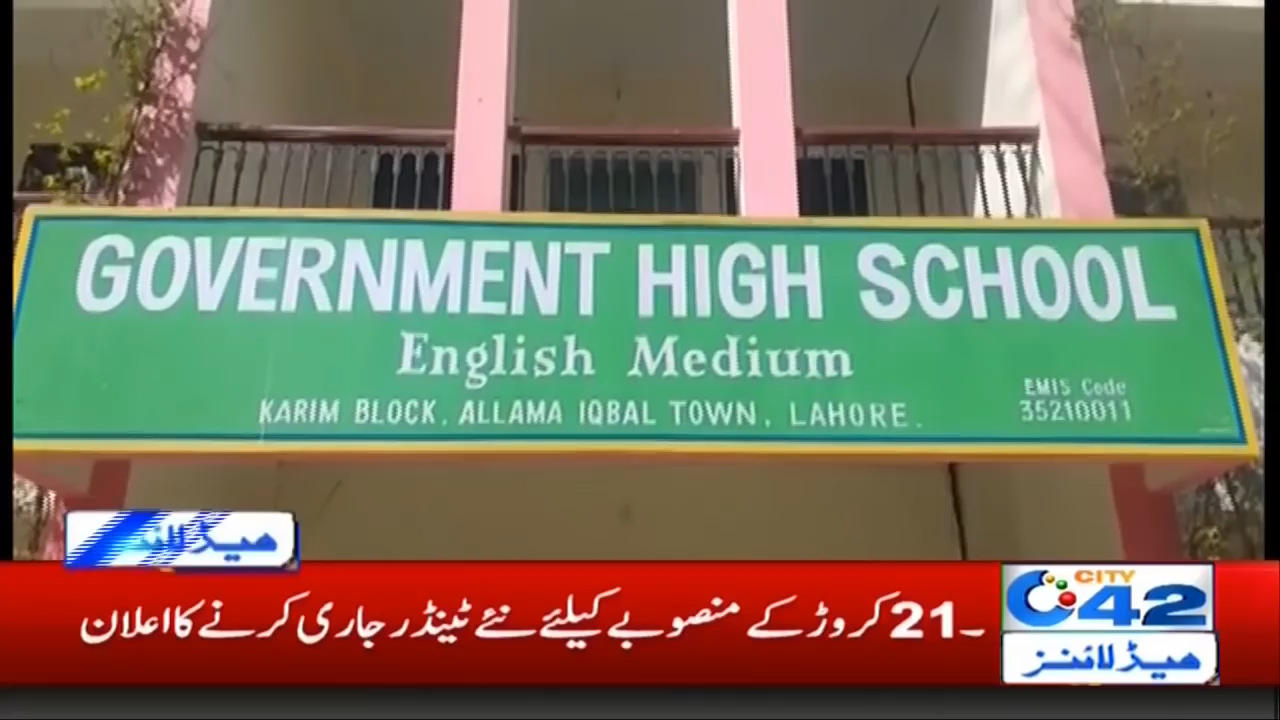 GOVERNMENT HIGH SCHOOL
English Medium
KARIM BLOCK, ALLAMA IQBAL TOWN, LAHORE.
EMIS Code
35210011
ہیڈلائنز
۔21 کروڑ کے منصوبے کیلئے نئے ٹینڈر جاری کرنے کا اعلان
CITY
42
ہیڈلائنز